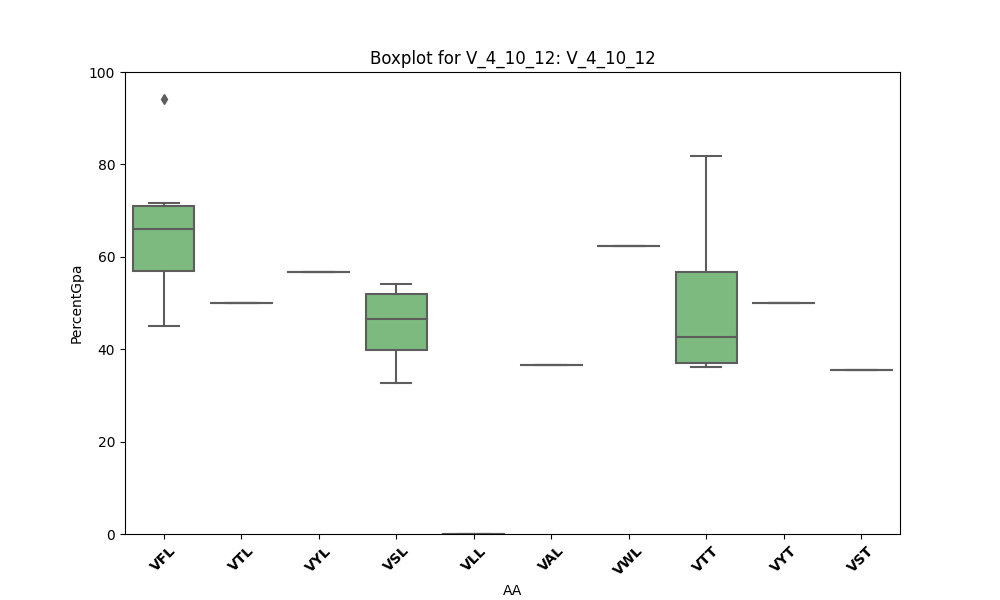 Boxplot for V_4_10_12: V_4_10_12
100
80
60
40
20
0
PercentGpa
VFL
VTL
VYL
VSL
VLL
VAL
VWL
VTT
VYT
VST
AA